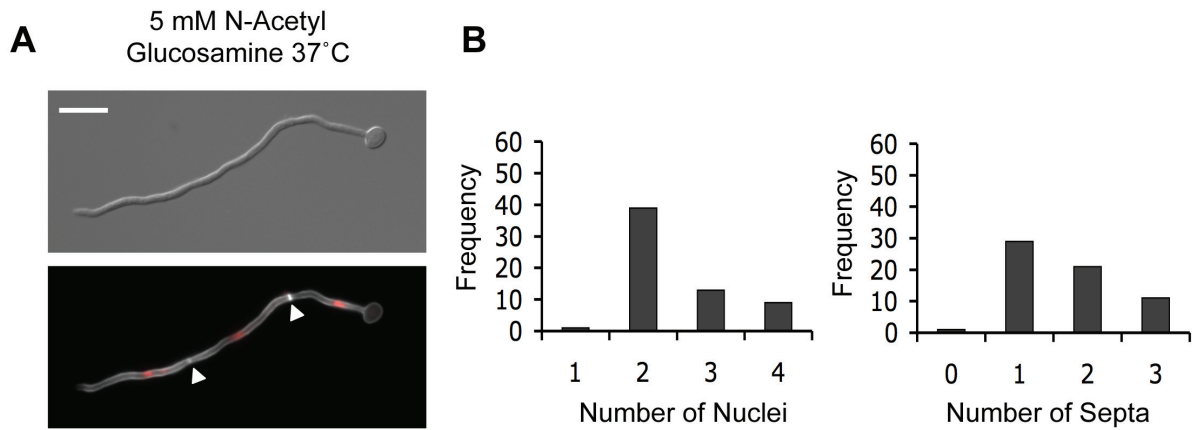 A
5 mM N-Acetyl
Glucosamine 37˚C
B
60
50
40
30
20
10
0
Frequency
1 2 3 4
Number of Nuclei
60
50
40
30
20
10
0
Frequency
0 1 2 3
Number of Septa